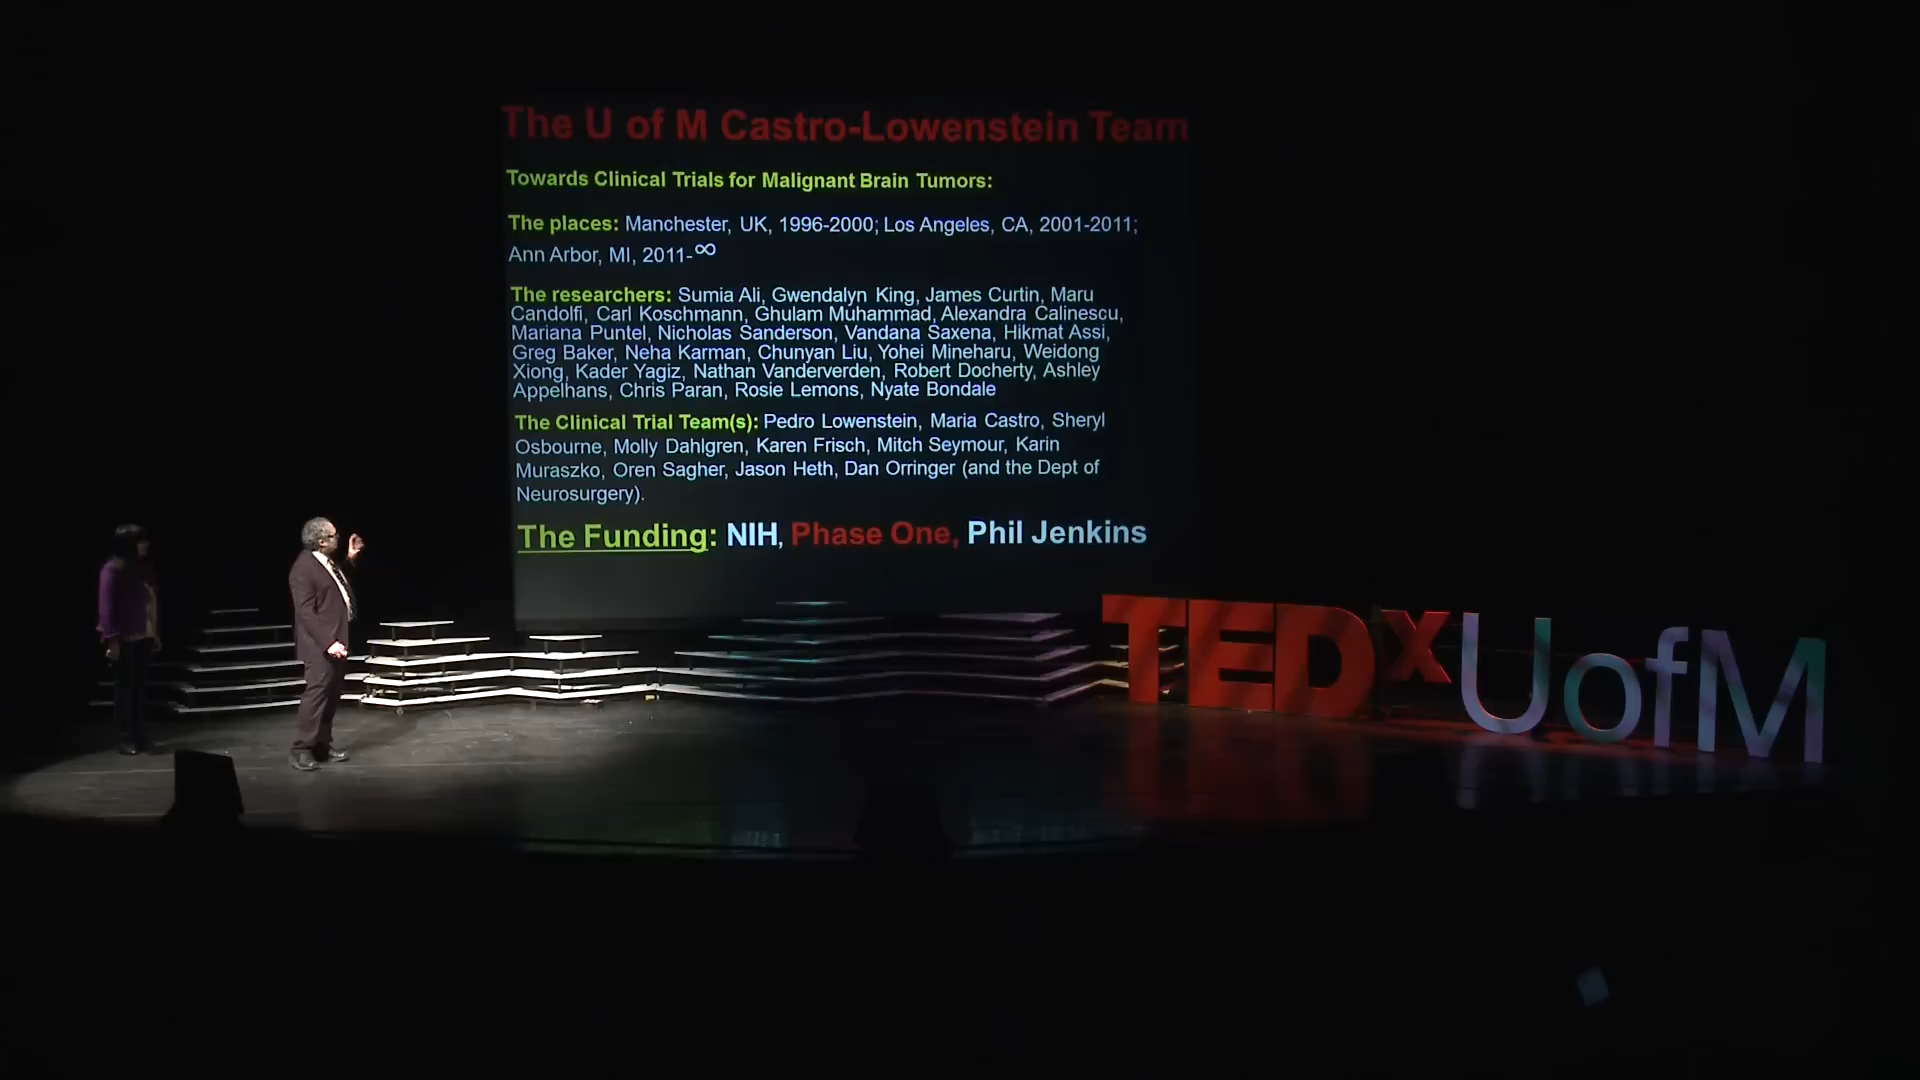 The U of M Castro-Lowenstein Team
Towards Clinical Trials for Malignant Brain Tumors:
The places: Manchester, UK, 1996-2000; Los Angeles, CA, 2001-2011;
Ann Arbor, MI, 2011-∞
The researchers: Sumia Ali, Gwendalyn King, James Curtin, Maru
Candolfi, Carl Koschmann, Ghulam Muhammad, Alexandra Calinescu,
Mariana Puntel, Nicholas Sanderson, Vandana Saxena, Hikmat Assi,
Greg Baker, Neha Karman, Chunyan Liu, Yohei Mineharu, Weidong
Xiong, Kader Yagiz, Nathan Vanderverden, Robert Docherty, Ashley
Appelhans, Chris Paran, Rosie Lemons, Nyate Bondale
The Clinical Trial Team(s): Pedro Lowenstein, Maria Castro, Sheryl
Osbourne, Molly Dahlgren, Karen Frisch, Mitch Seymour, Karin
Muraszko, Oren Sagher, Jason Heth, Dan Orringer (and the Dept of
Neurosurgery).
The Funding: NIH, Phase One, Phil Jenkins
TEDxUofM